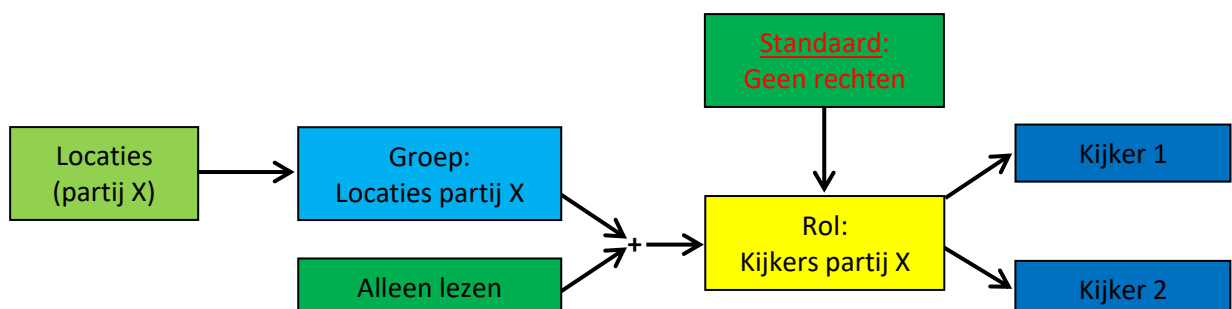 Standaard:
Geen rechten
Locaties
(partij X)
Groep:
Locaties partij X
Alleen lezen
+
Rol:
Kijkers partij X
Kijker 1
Kijker 2